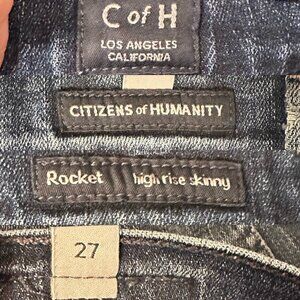 C of H
LOS ANGELES
CALIFORNIA
CITIZENS of HUMANITY
Rocket high rise skinny
27